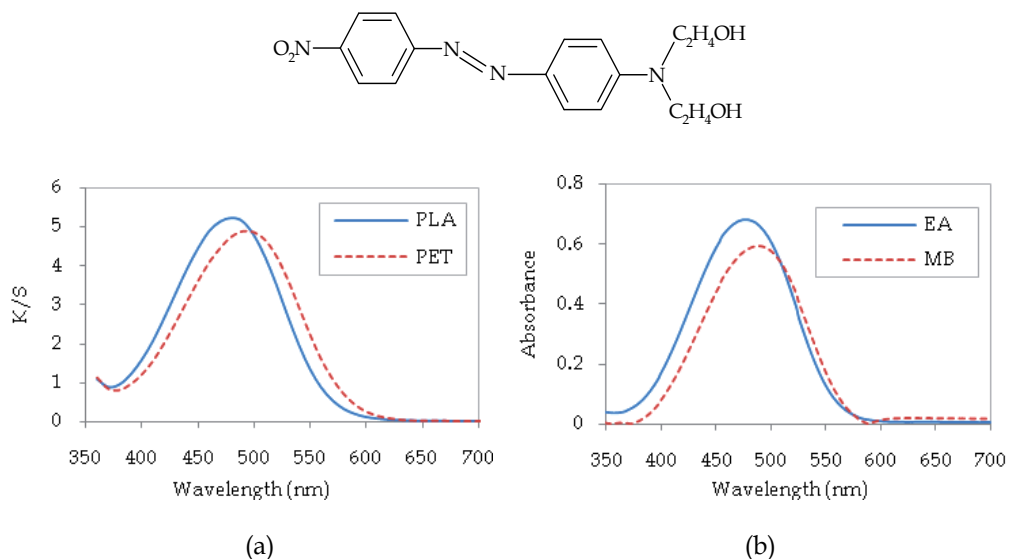 O₂N
N
N
N
C₂H₄OH
C₂H₄OH
6
5
4
3
2
1
0
K/S
PLA
PET
350 400 450 500 550 600 650 700
Wavelength (nm)
(a)
0.8
0.6
0.4
0.2
0
Absorbance
EA
MB
350 400 450 500 550 600 650 700
Wavelength (nm)
(b)